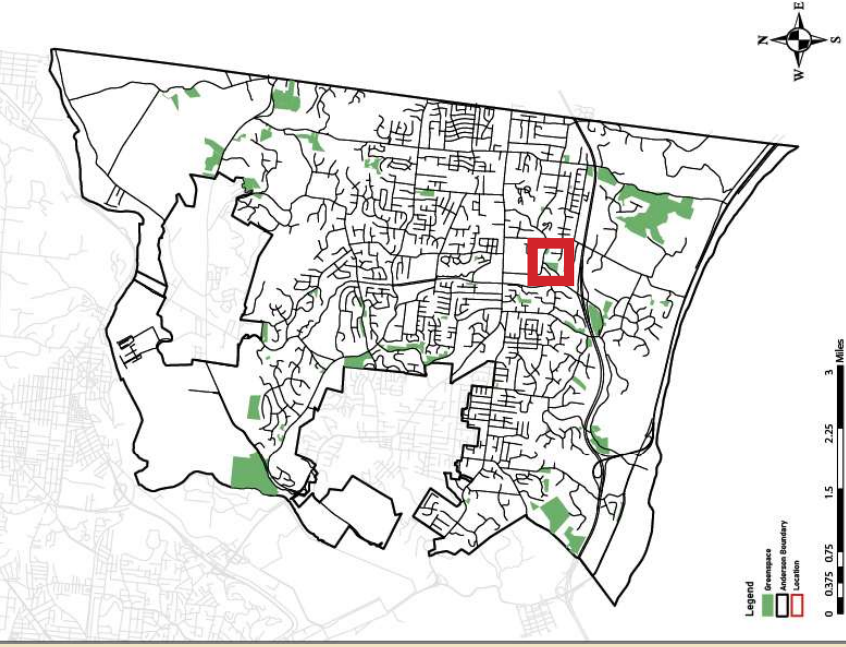 N
E
S
W
Legend
Greenspace
Anderson Boundary
Location
0 0.375 0.75 1.5 2.25 3
Miles